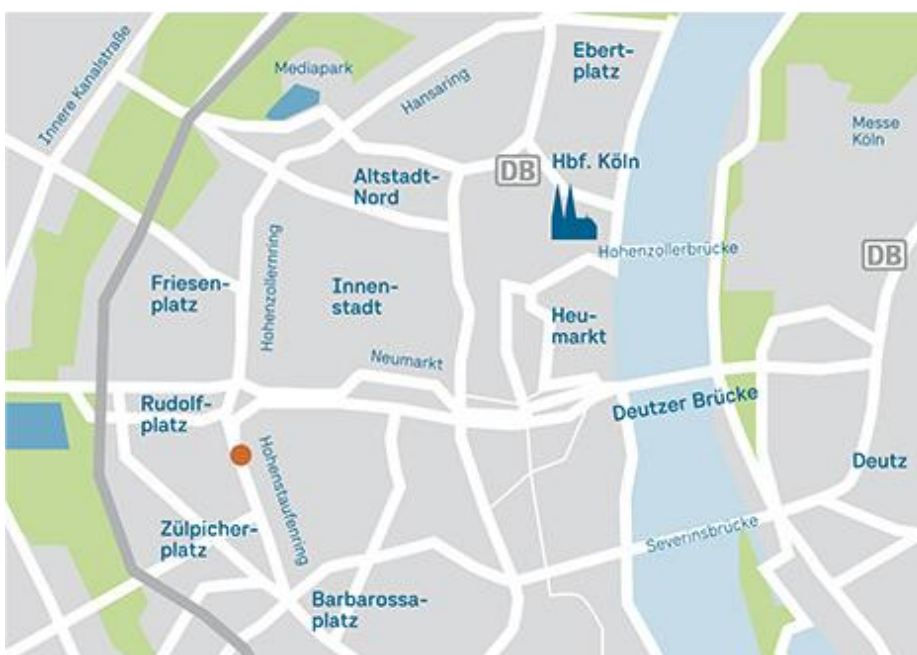 Ebert-
platz
Innere Kanalstraße
Mediapark
Hansaring
Messe
Köln
DB
Hbf. Köln
Altstadt-
Nord
Hohenzollerbrücke
DB
Hohenzollernring
Friesen-
platz
Innen-
stadt
Heu-
markt
Neumarkt
Rudolf-
platz
Deutzer Brücke
Hohenstaufenring
Deutz
Zülpicher-
platz
Severinsbrücke
Barbarossa-
platz